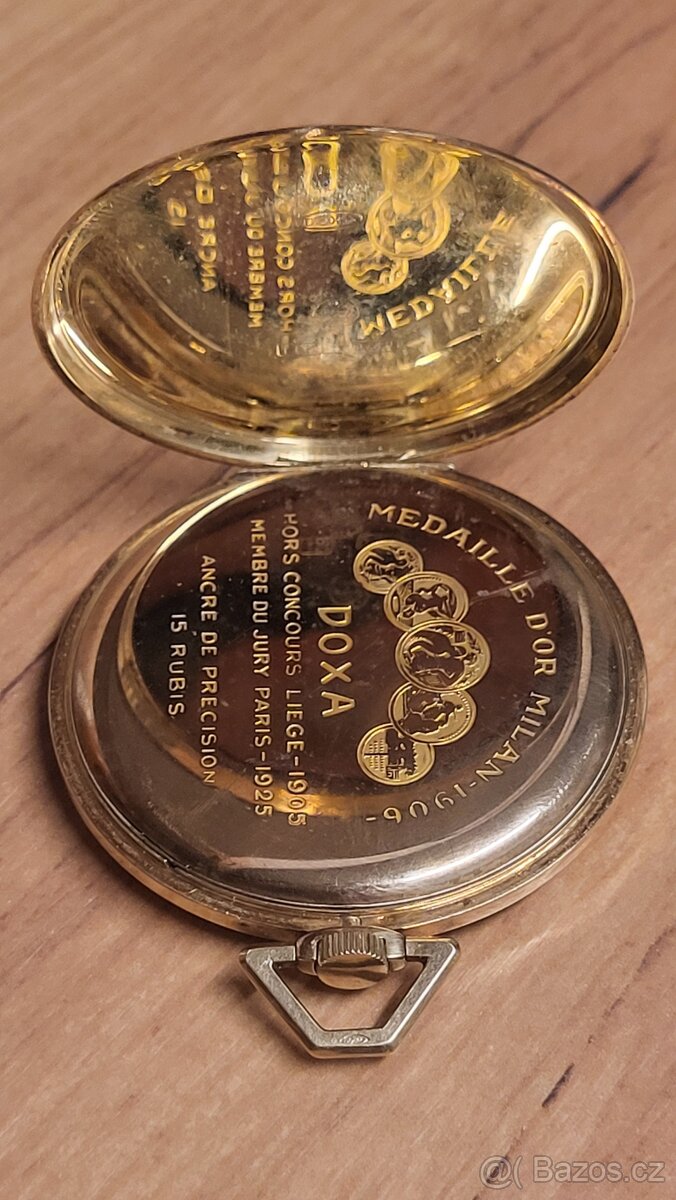 MEDAILLE D'OR MILAN-1906-
DOXA
HORS CONCOURS LIEGE-1905
MEMBRE DU JURY PARIS-1925
ANCRE DE PRECISION
15 RUBIS
@( Bazoš.cz